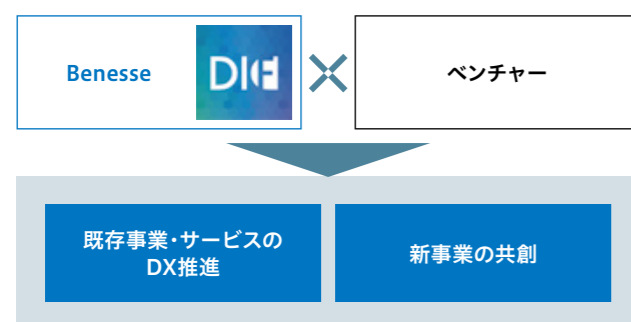 Benesse
DIF
ベンチャー
既存事業・サービスの
DX推進
新事業の共創